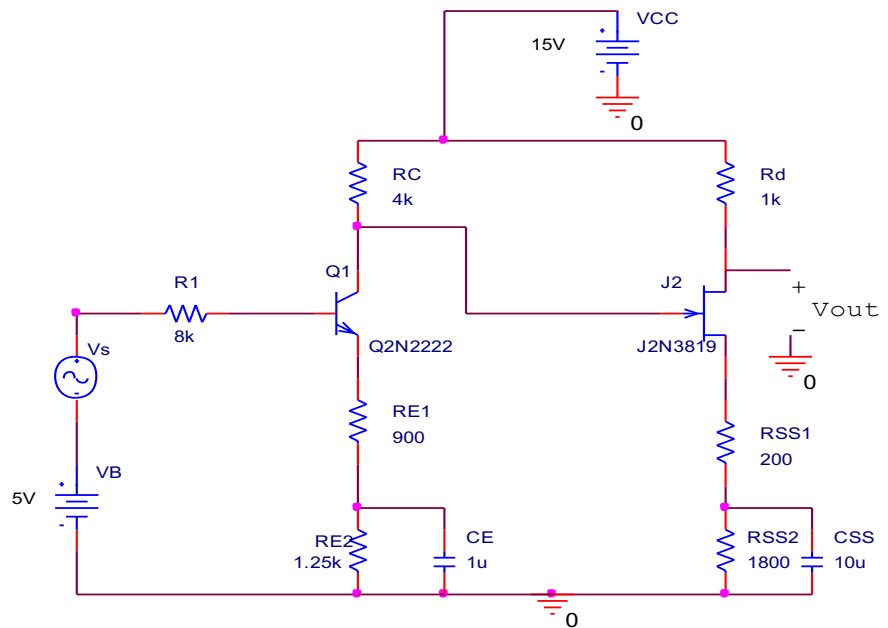 VCC
15V
0
RC
4k
Rd
1k
Q1
R1
8k
J2
+
Vout
-
Vs
Q2N2222
J2N3819
0
RE1
900
RSS1
200
VB
5V
RE2
1.25k
CE
1u
RSS2
1800
CSS
10u
0